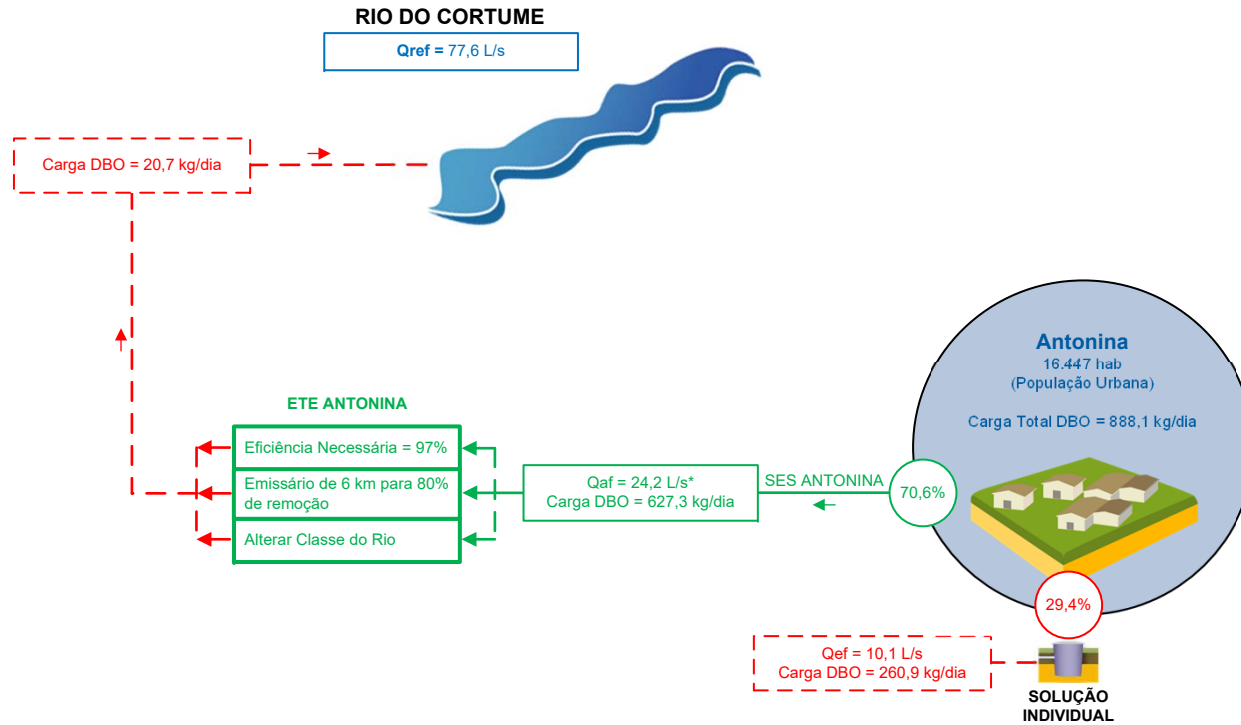 RIO DO CORTUME
Qref = 77,6 L/s
Carga DBO = 20,7 kg/dia
Antonina
16.447 hab
(População Urbana)
Carga Total DBO = 888,1 kg/dia
ETE ANTONINA
Eficiência Necessária = 97%
Emissário de 6 km para 80%
de remoção
Alterar Classe do Rio
Qaf = 24,2 L/s*
Carga DBO = 627,3 kg/dia
SES ANTONINA
70,6%
29,4%
Qef = 10,1 L/s
Carga DBO = 260,9 kg/dia
SOLUÇÃO
INDIVIDUAL